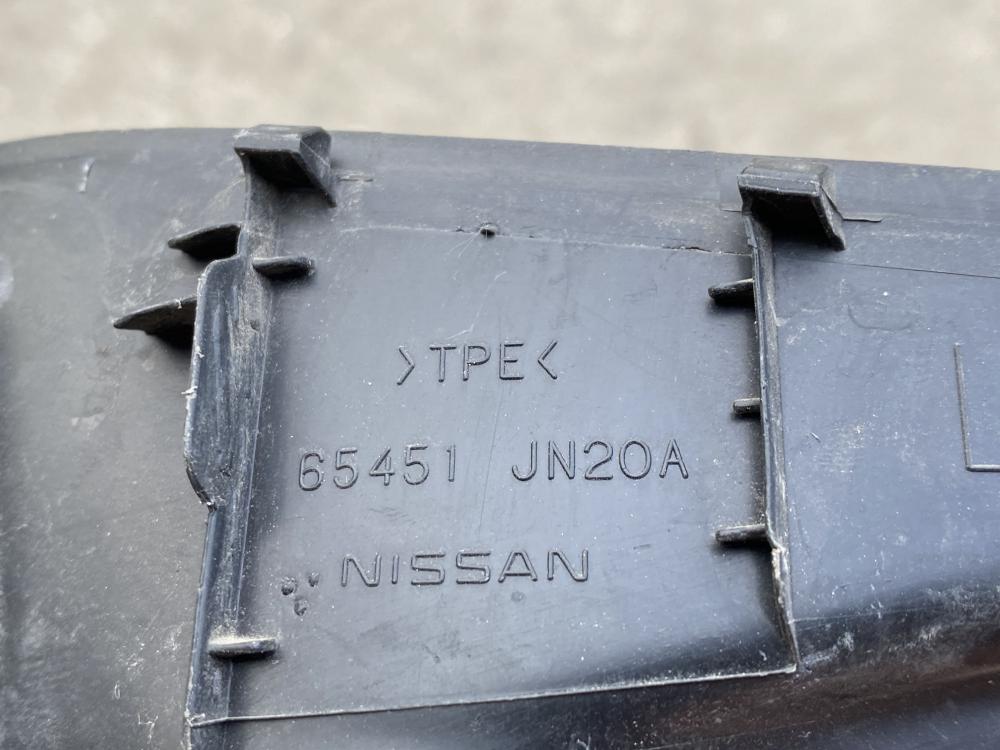 >TPE<
65451 JN20A
NISSAN